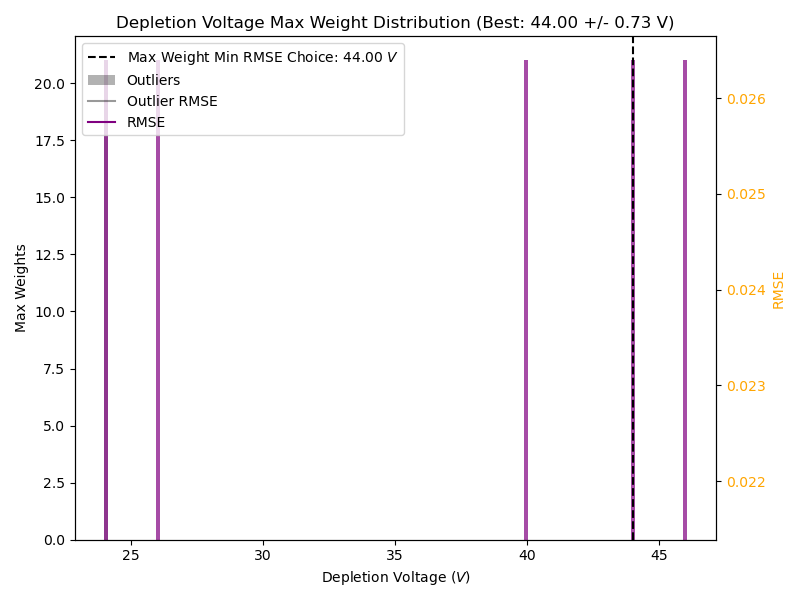 Depletion Voltage Max Weight Distribution (Best: 44.00 +/- 0.73 V)
Max Weight Min RMSE Choice: 44.00 V
Outliers
Outlier RMSE
RMSE
20.0
17.5
15.0
12.5
10.0
7.5
5.0
2.5
0.0
Max Weights
0.026
0.025
0.024
0.023
0.022
RMSE
25 30 35 40 45
Depletion Voltage (V)